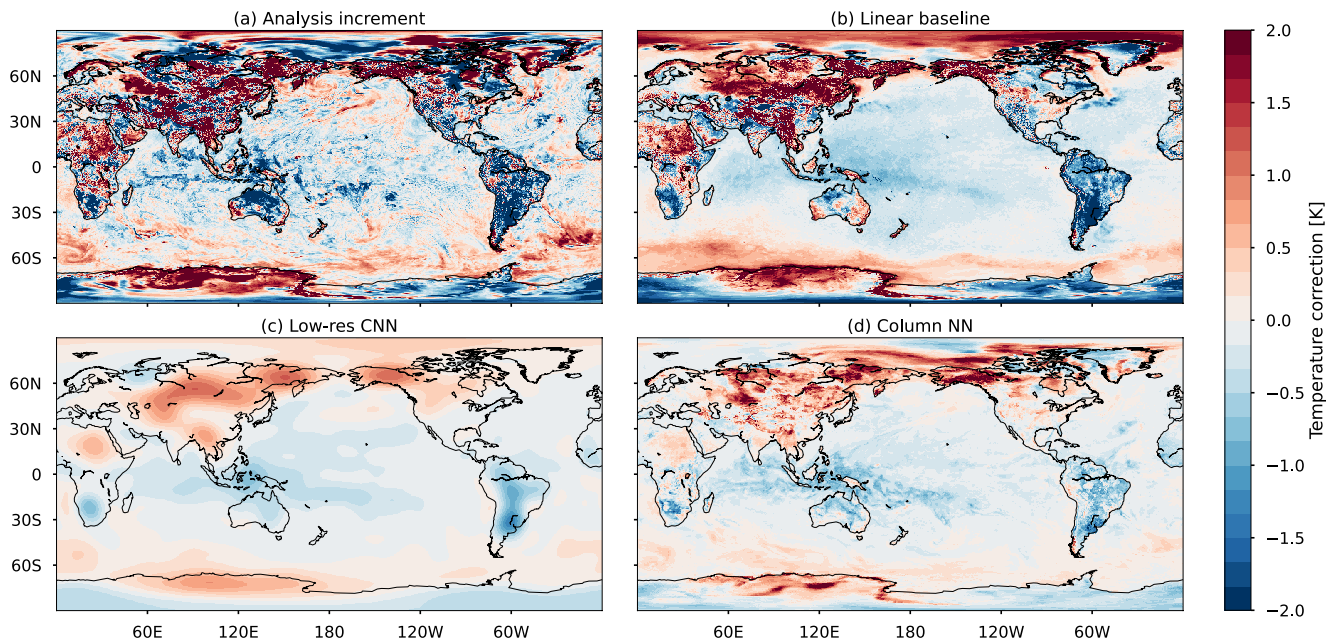 (a) Analysis increment
(b) Linear baseline
60N
30N
0
30S
60S
(c) Low-res CNN
(d) Column NN
60N
30N
0
30S
60S
60E 120E 180 120W 60W
60E 120E 180 120W 60W
2.0
1.5
1.0
0.5
0.0
−0.5
−1.0
−1.5
−2.0
Temperature correction [K]